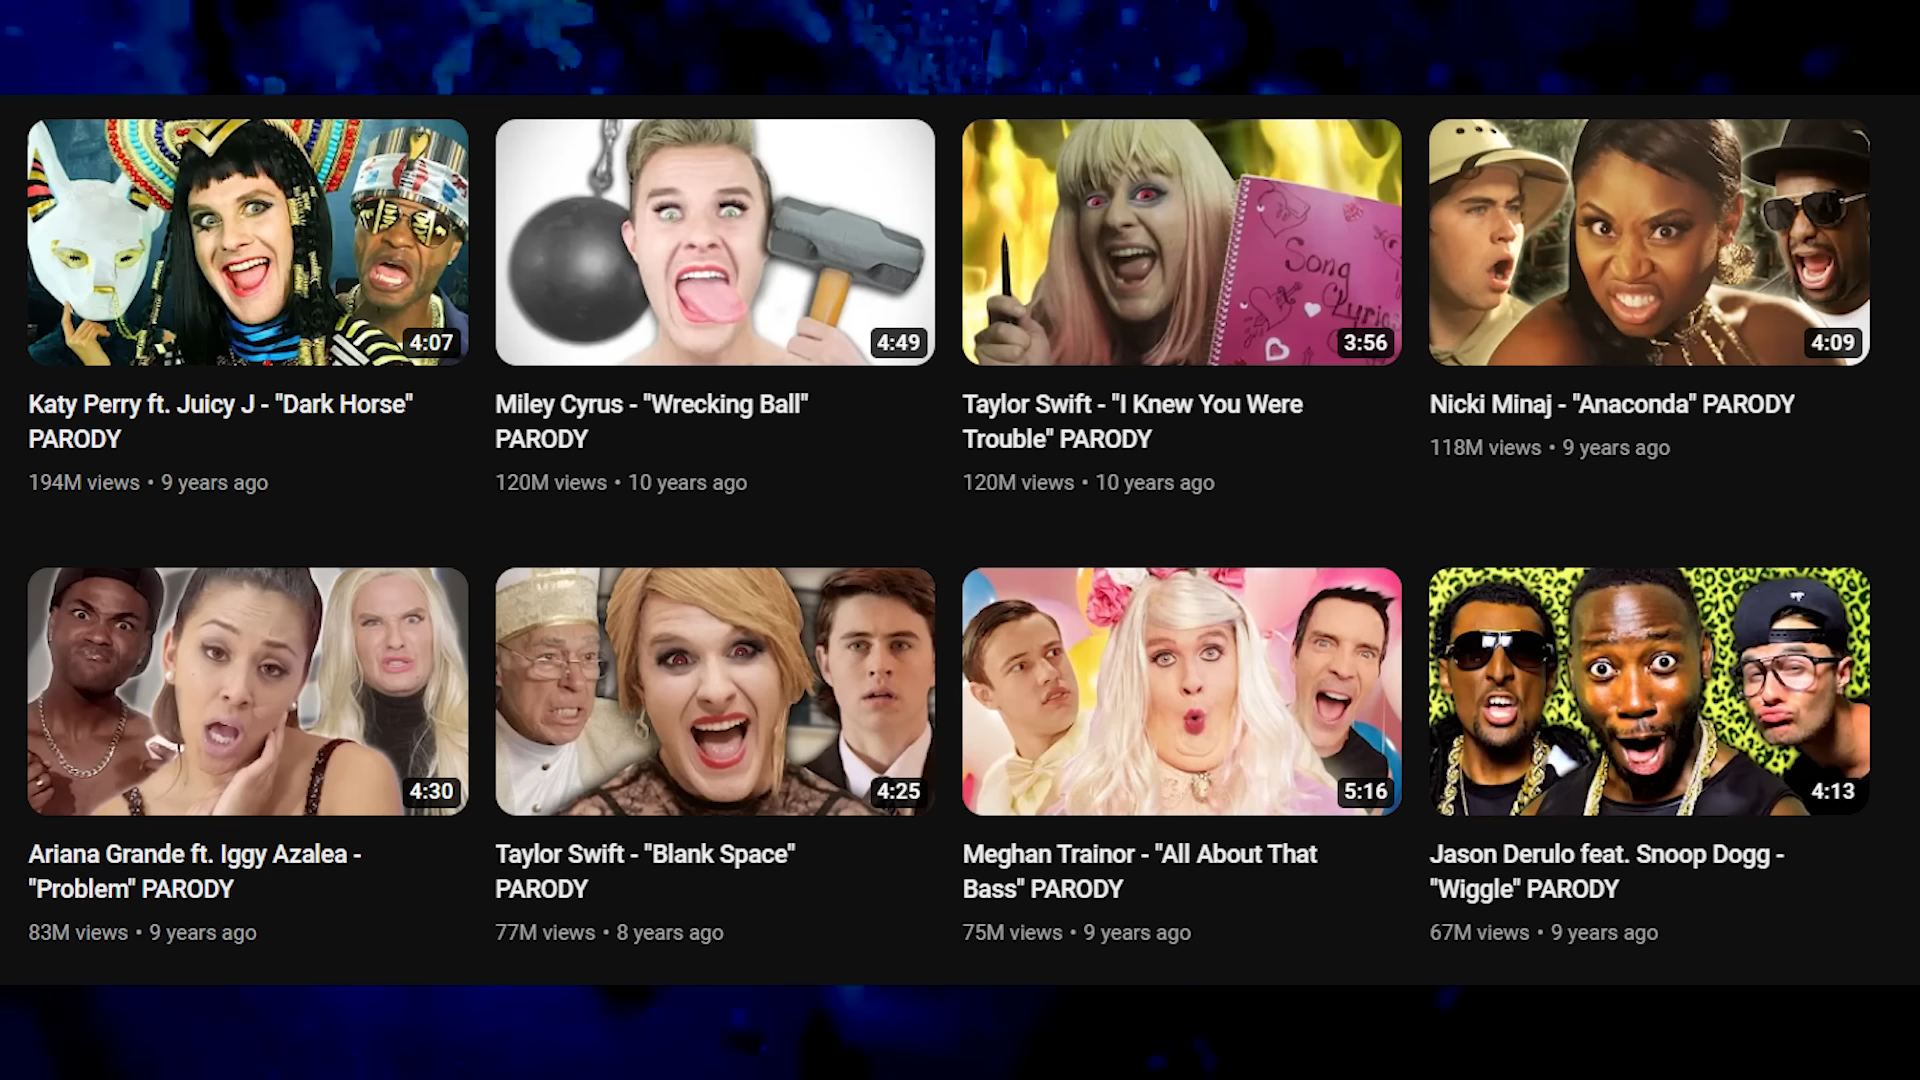 4:07
4:49
Song
Lyrics
3:56
4:09
Katy Perry ft. Juicy J - "Dark Horse"
PARODY
194M views • 9 years ago
Miley Cyrus - "Wrecking Ball"
PARODY
120M views • 10 years ago
Taylor Swift - "I Knew You Were
Trouble" PARODY
120M views • 10 years ago
Nicki Minaj - "Anaconda" PARODY
118M views • 9 years ago
4:30
4:25
5:16
4:13
Ariana Grande ft. Iggy Azalea -
"Problem" PARODY
83M views • 9 years ago
Taylor Swift - "Blank Space"
PARODY
77M views • 8 years ago
Meghan Trainor - "All About That
Bass" PARODY
75M views • 9 years ago
Jason Derulo feat. Snoop Dogg -
"Wiggle" PARODY
67M views • 9 years ago